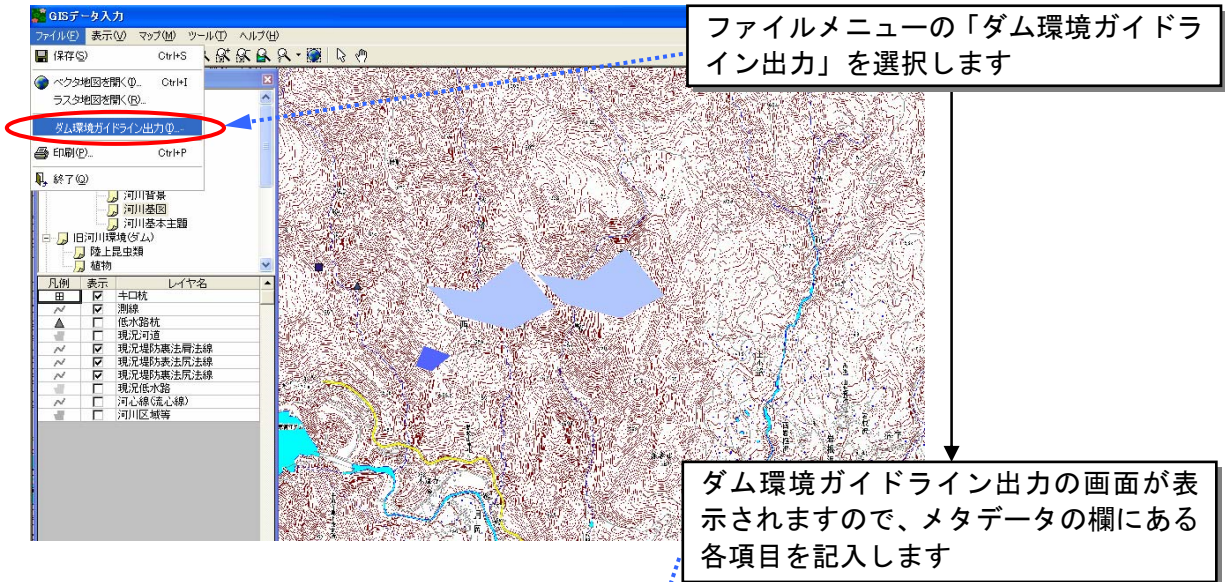 GISデータ入力
ファイル(F) 表示(V) マップ(M) ツール(T) ヘルプ(H)
保存(S) Ctrl+S
ベクタ地図を開く(I)... Ctrl+I
ラスタ地図を開く(R)...
ダム環境ガイドライン出力(I)...
印刷(P)... Ctrl+P
終了(Q)
河川背景
河川基図
河川基本主題
旧河川環境(ダム)
陸上昆虫類
植物
凡例 表示 レイヤ名
キロ杭
測線
低水路杭
現況河道
現況堤防裏法肩法線
現況堤防表法尻法線
現況堤防裏法尻法線
現況低水路
河心線(流心線)
河川区域等
ファイルメニューの「ダム環境ガイドラ
イン出力」を選択します
ダム環境ガイドライン出力の画面が表
示されますので、メタデータの欄にある
各項目を記入します